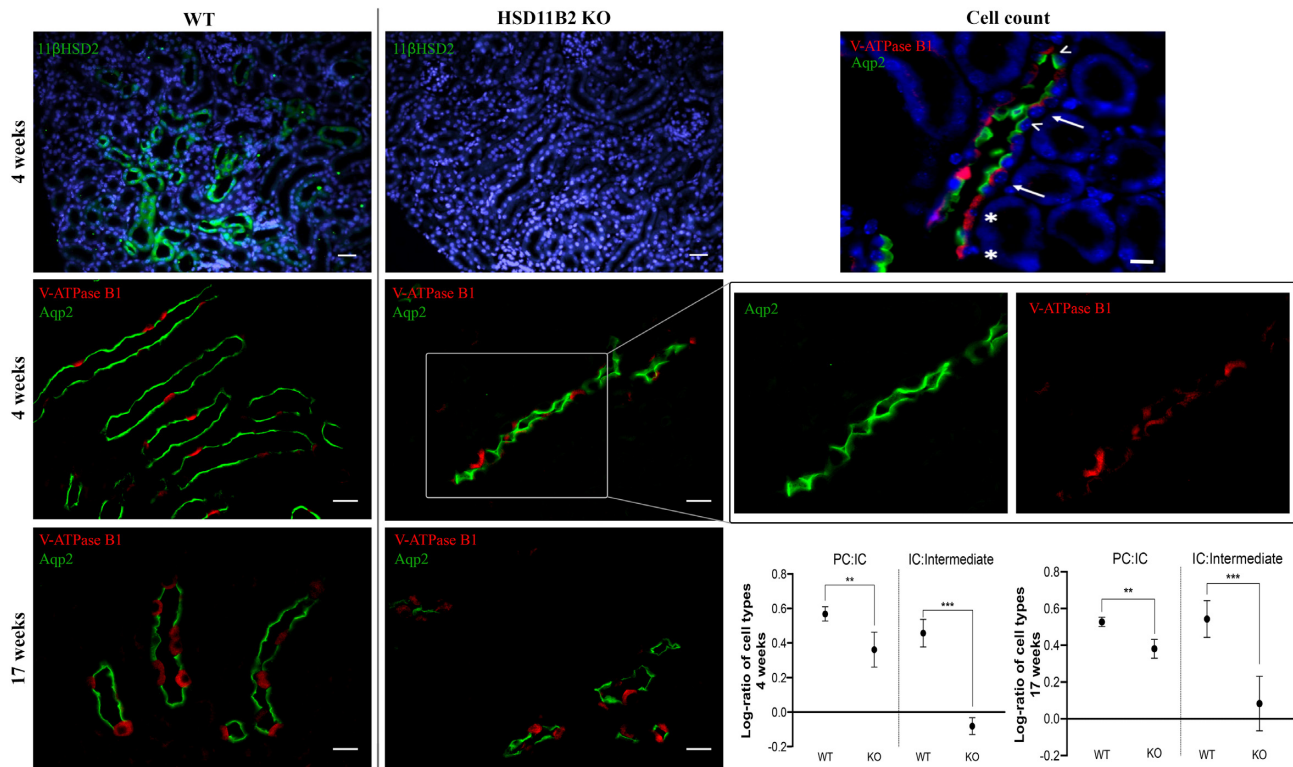 WT
HSD11B2 KO
Cell count
4 weeks
11βHSD2
11βHSD2
V-ATPase B1
Aqp2
<
<
*
*
4 weeks
V-ATPase B1
Aqp2
V-ATPase B1
Aqp2
Aqp2
V-ATPase B1
17 weeks
V-ATPase B1
Aqp2
V-ATPase B1
Aqp2
Log-ratio of cell types
4 weeks
PC:IC
IC:Intermediate
1.0
0.8
0.6
0.4
0.2
0.0
-0.2
**
***
WT
KO
WT
KO
Log-ratio of cell types
17 weeks
PC:IC
IC:Intermediate
0.8
0.6
0.4
0.2
0.0
-0.2
**
***
WT
KO
WT
KO